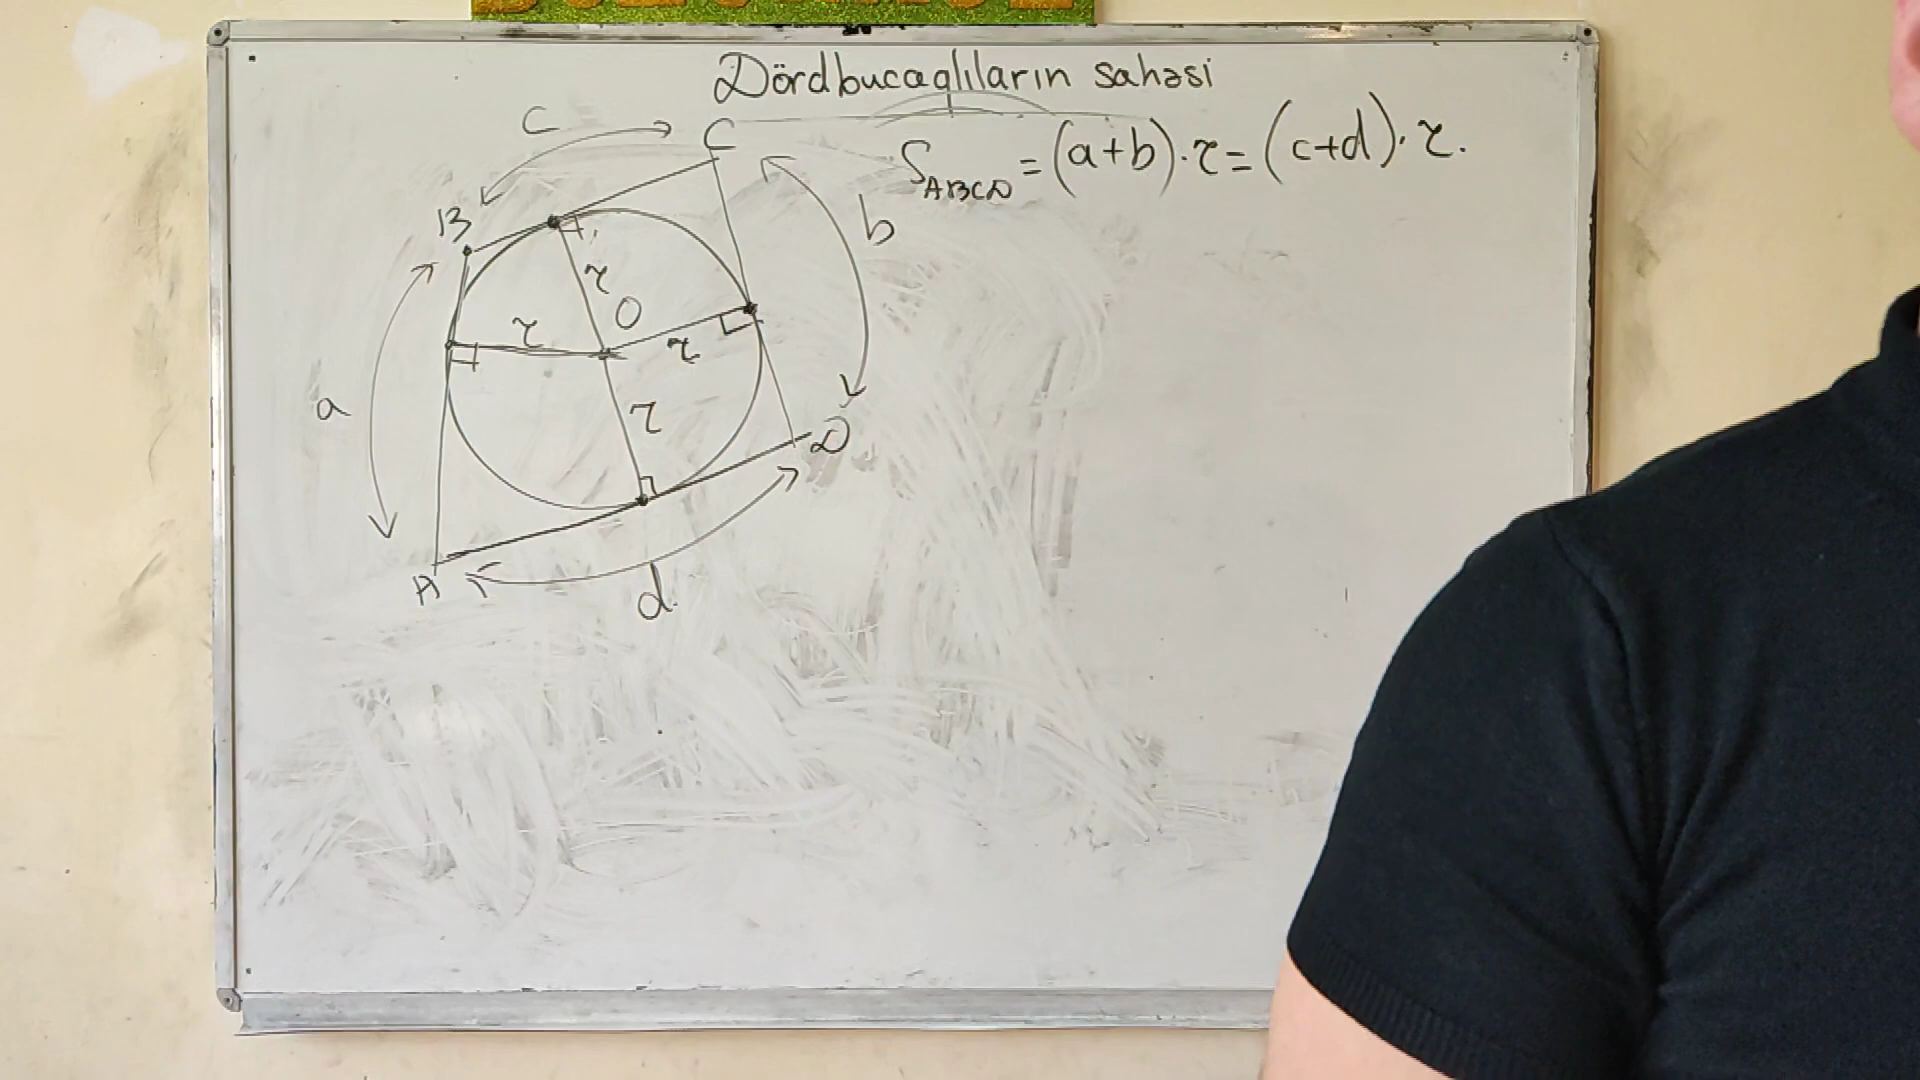 Dördbucaqlıların sahəsi
S_ABCD = (a+b)·r = (c+d)·r.
c
C
B
b
r
O
r
r
a
r
D
A
d.